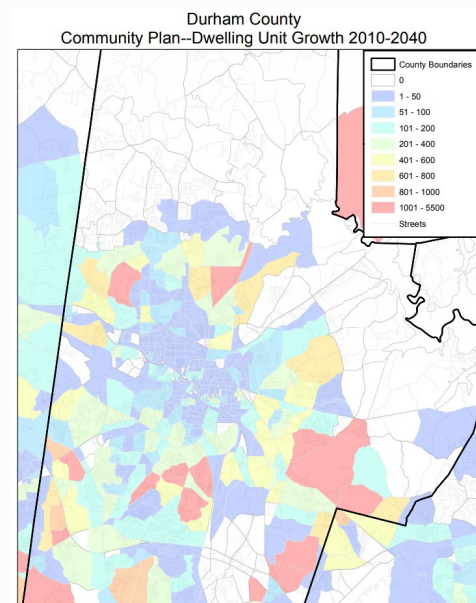 Durham County
Community Plan--Dwelling Unit Growth 2010-2040
County Boundaries
0
1 - 50
51 - 100
101 - 200
201 - 400
401 - 600
601 - 800
801 - 1000
1001 - 5500
Streets